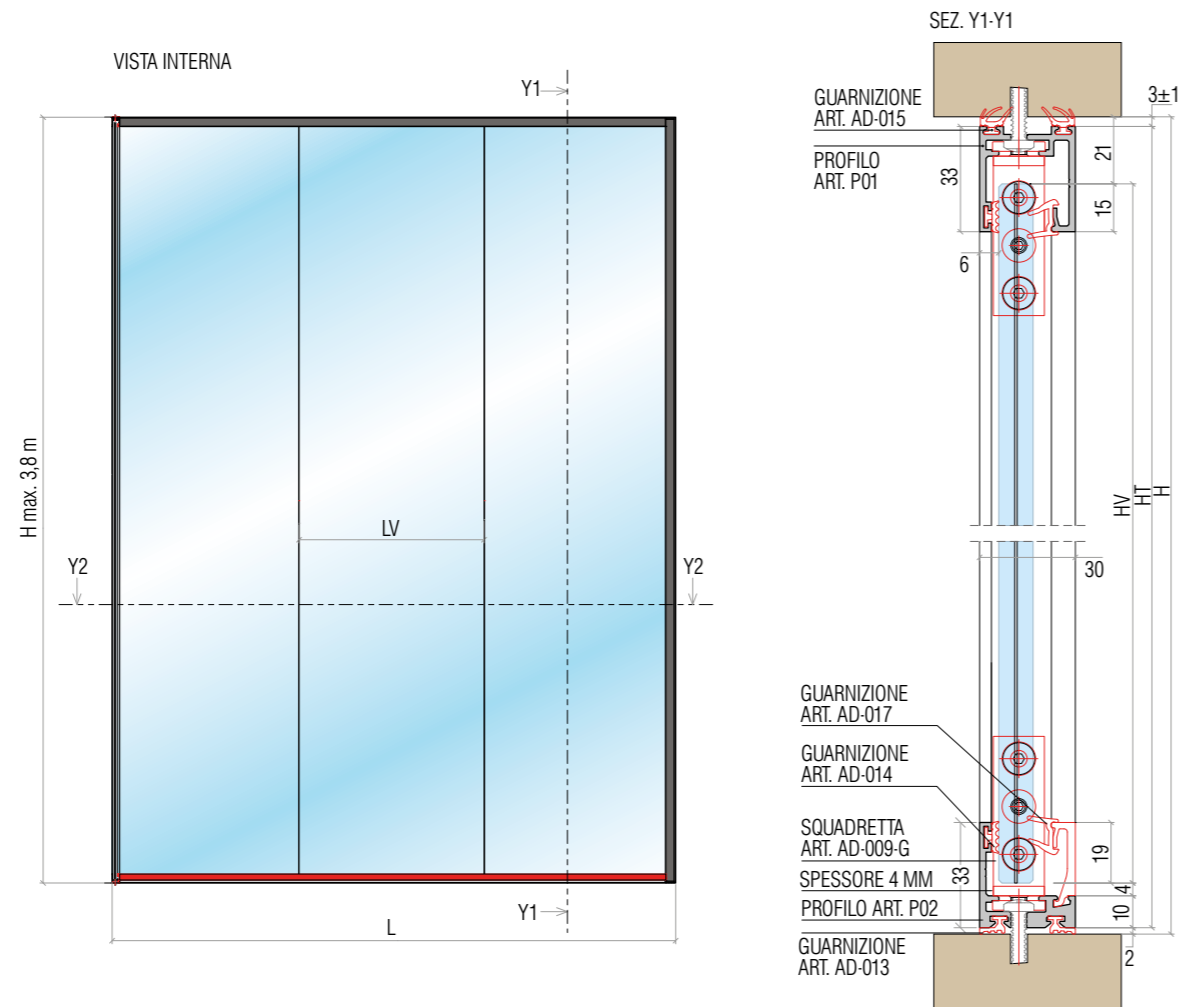 VISTA INTERNA
Y1
H max. 3,8 m
LV
Y2
Y2
Y1
L
SEZ. Y1-Y1
GUARNIZIONE
ART. AD-015
PROFILO
ART. P01
3±1
33
21
15
6
HV
HT
H
30
GUARNIZIONE
ART. AD-017
GUARNIZIONE
ART. AD-014
SQUADRETTA
ART. AD-009-G
SPESSORE 4 MM
PROFILO ART. P02
GUARNIZIONE
ART. AD-013
33
19
4
10
2